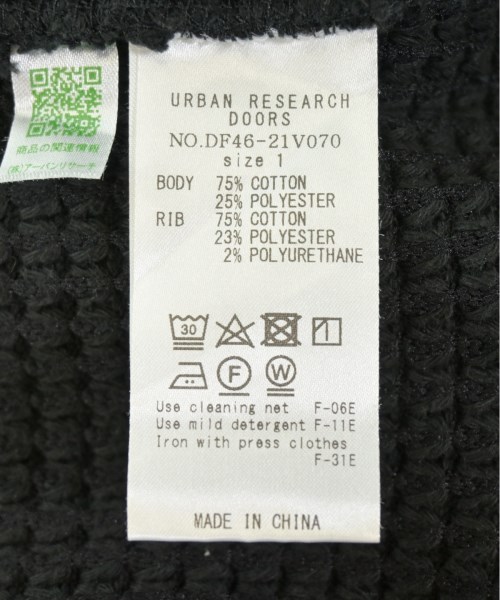 商品の関連情報
(株)アーバンリサーチ
URBAN RESEARCH
DOORS
NO.DF46-21V070
size 1
BODY 75% COTTON
25% POLYESTER
RIB 75% COTTON
23% POLYESTER
2% POLYURETHANE
30
F W
Use cleaning net F-06E
Use mild detergent F-11E
Iron with press clothes
F-31E
MADE IN CHINA